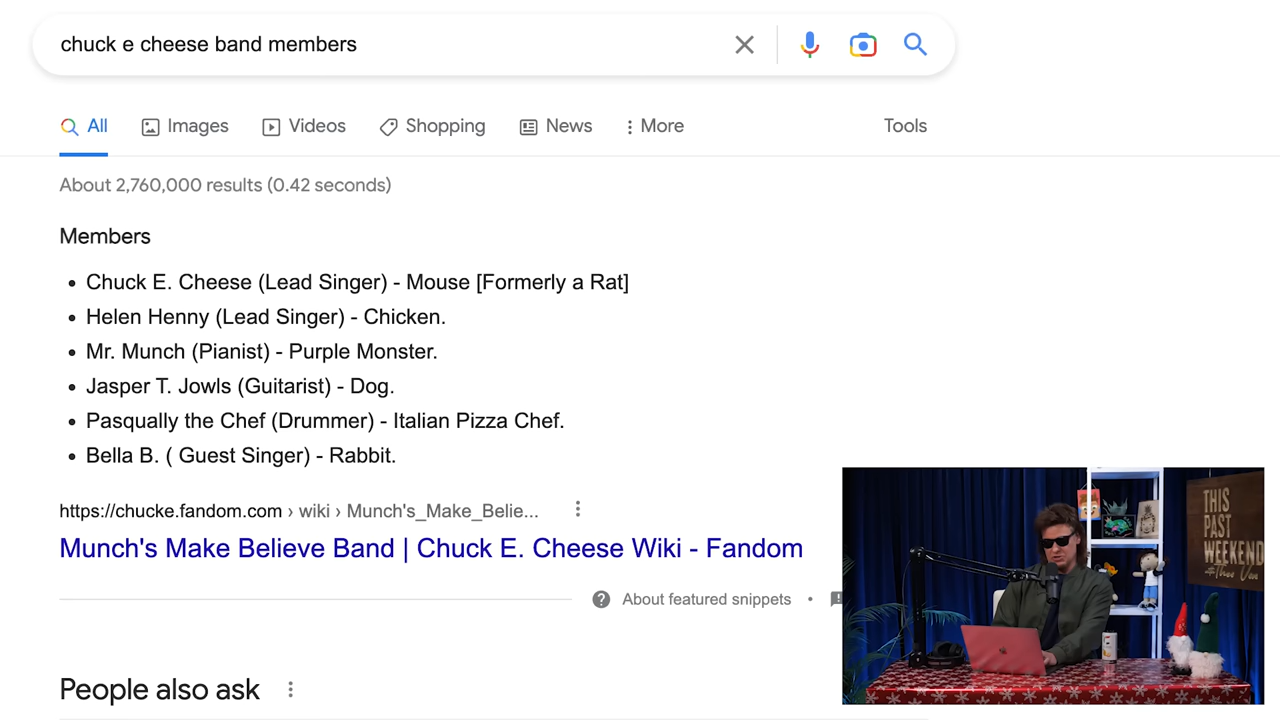 chuck e cheese band members
All
Images
Videos
Shopping
News
More
Tools
About 2,760,000 results (0.42 seconds)
Members
• Chuck E. Cheese (Lead Singer) - Mouse [Formerly a Rat]
• Helen Henny (Lead Singer) - Chicken.
• Mr. Munch (Pianist) - Purple Monster.
• Jasper T. Jowls (Guitarist) - Dog.
• Pasqually the Chef (Drummer) - Italian Pizza Chef.
• Bella B. ( Guest Singer) - Rabbit.
https://chucke.fandom.com › wiki › Munch's_Make_Belie...
Munch's Make Believe Band | Chuck E. Cheese Wiki - Fandom
About featured snippets •
People also ask
THIS
PAST
WEEKEND
Theo Von